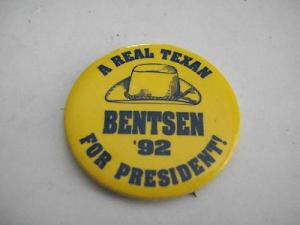 A REAL TEXAN
BENTSEN
'92
FOR PRESIDENT!